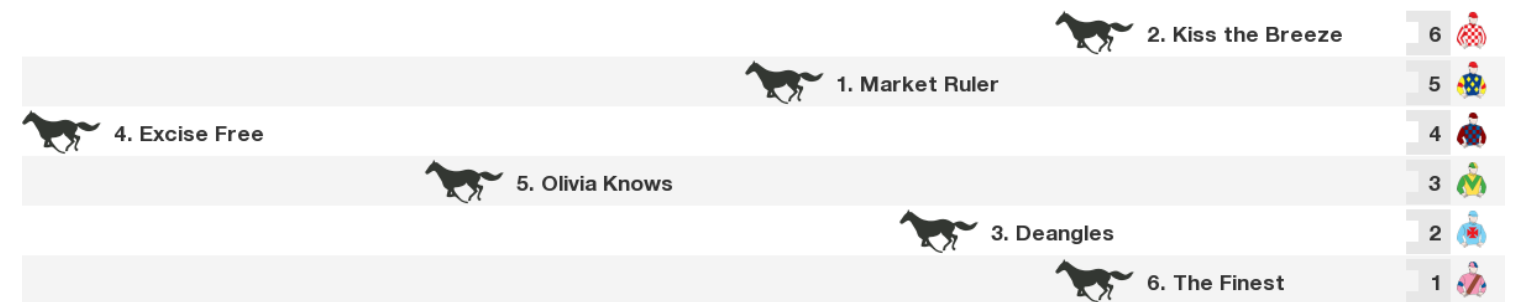 2. Kiss the Breeze 6
1. Market Ruler 5
4. Excise Free 4
5. Olivia Knows 3
3. Deangles 2
6. The Finest 1